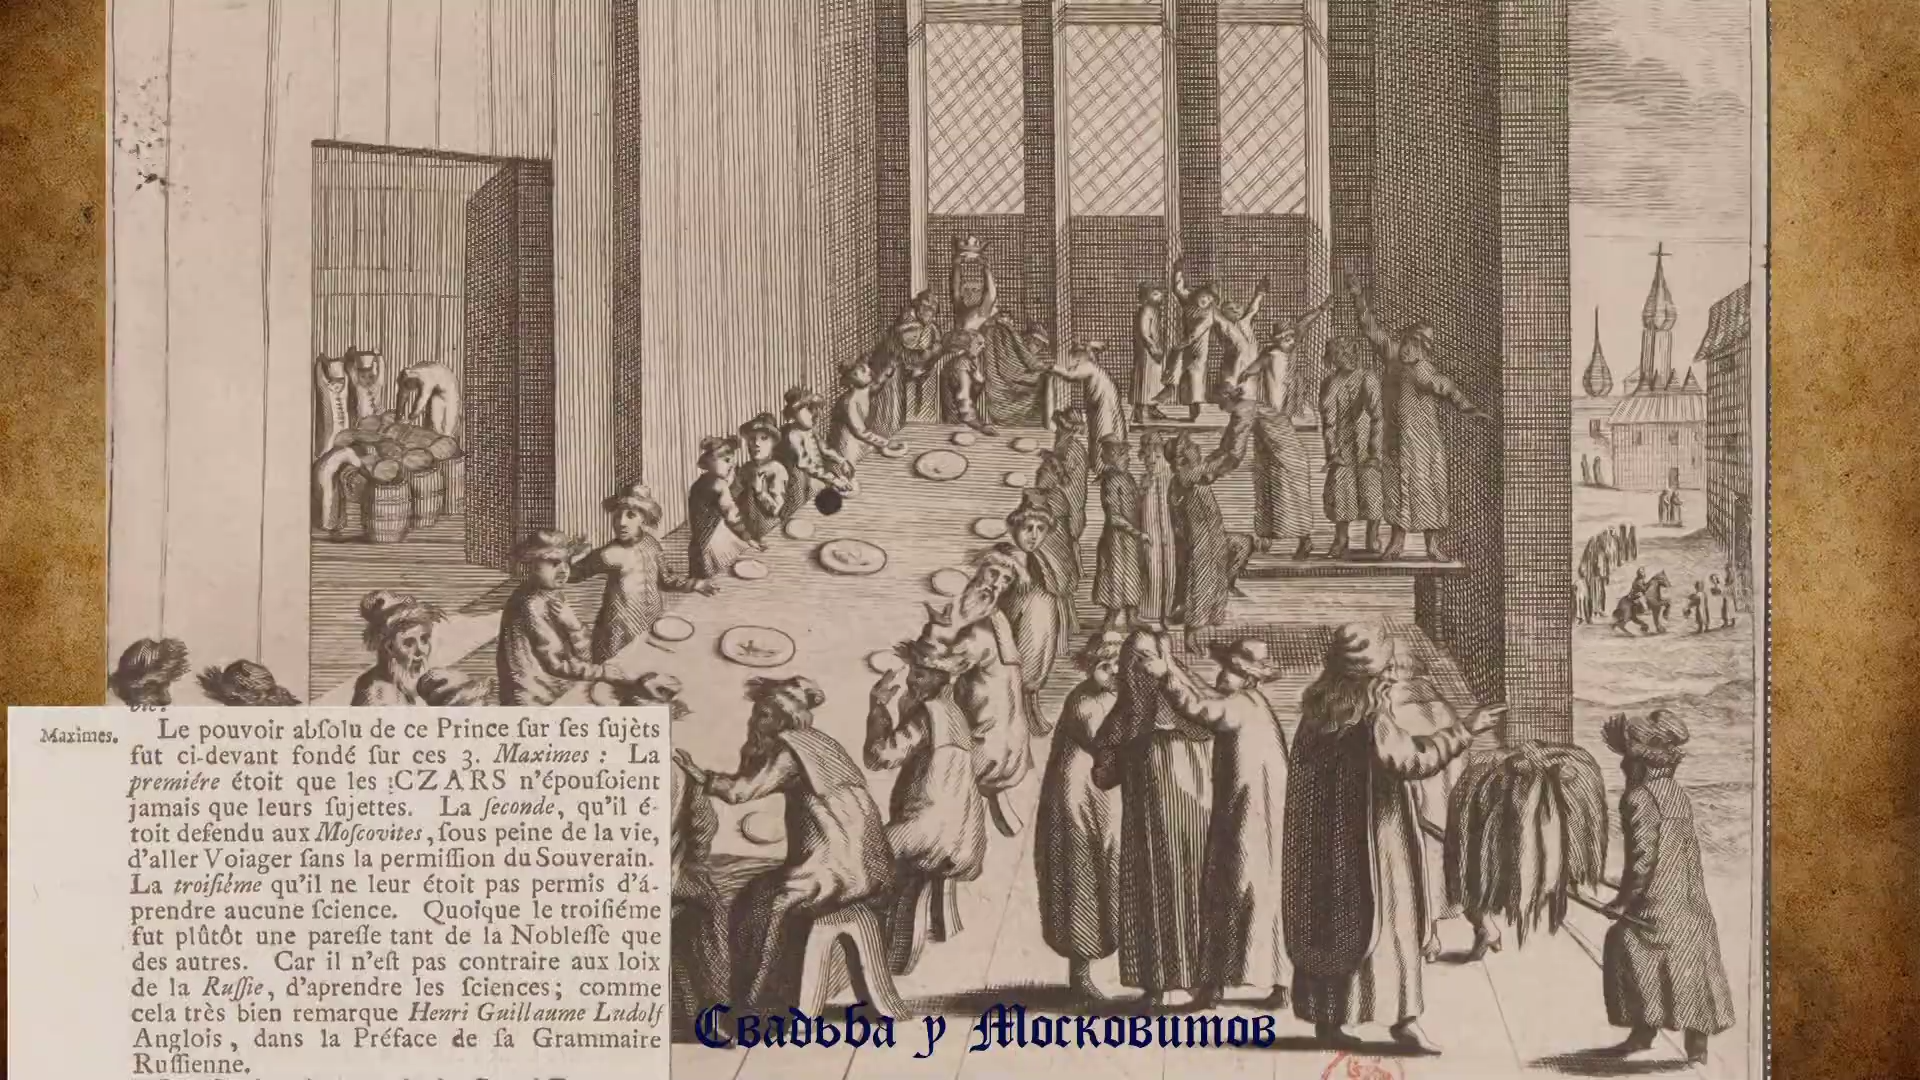 Maximes.
Le pouvoir abſolu de ce Prince ſur ſes ſujèts
fut ci-devant fondé ſur ces 3. Maximes : La
premiére étoit que les CZARS n'épouſoient
jamais que leurs ſujettes. La ſeconde, qu'il é-
toit defendu aux Moſcovites, ſous peine de la vie,
d'aller Voiager ſans la permiſſion du Souverain.
La troiſiéme qu'il ne leur étoit pas permis d'á-
prendre aucune ſcience. Quoique le troiſiéme
fut plûtôt une pareſſe tant de la Nobleſſe que
des autres. Car il n'eſt pas contraire aux loix
de la Ruſſie, d'aprendre les ſciences; comme
cela très bien remarque Henri Guillaume Ludolf
Anglois, dans la Préface de ſa Grammaire
Ruſſienne.
Свадьба у Московитов